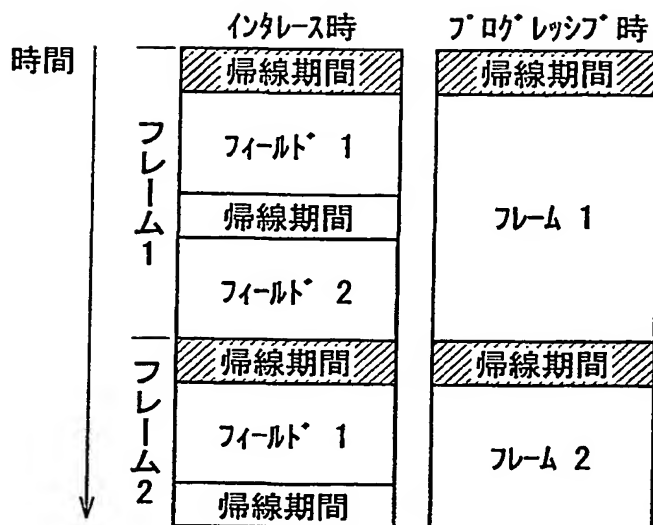 インタレース時
プログレッシブ時
時間
フレーム1
フレーム2
帰線期間
フィールド 1
帰線期間
フィールド 2
帰線期間
フィールド 1
帰線期間
帰線期間
フレーム 1
帰線期間
フレーム 2